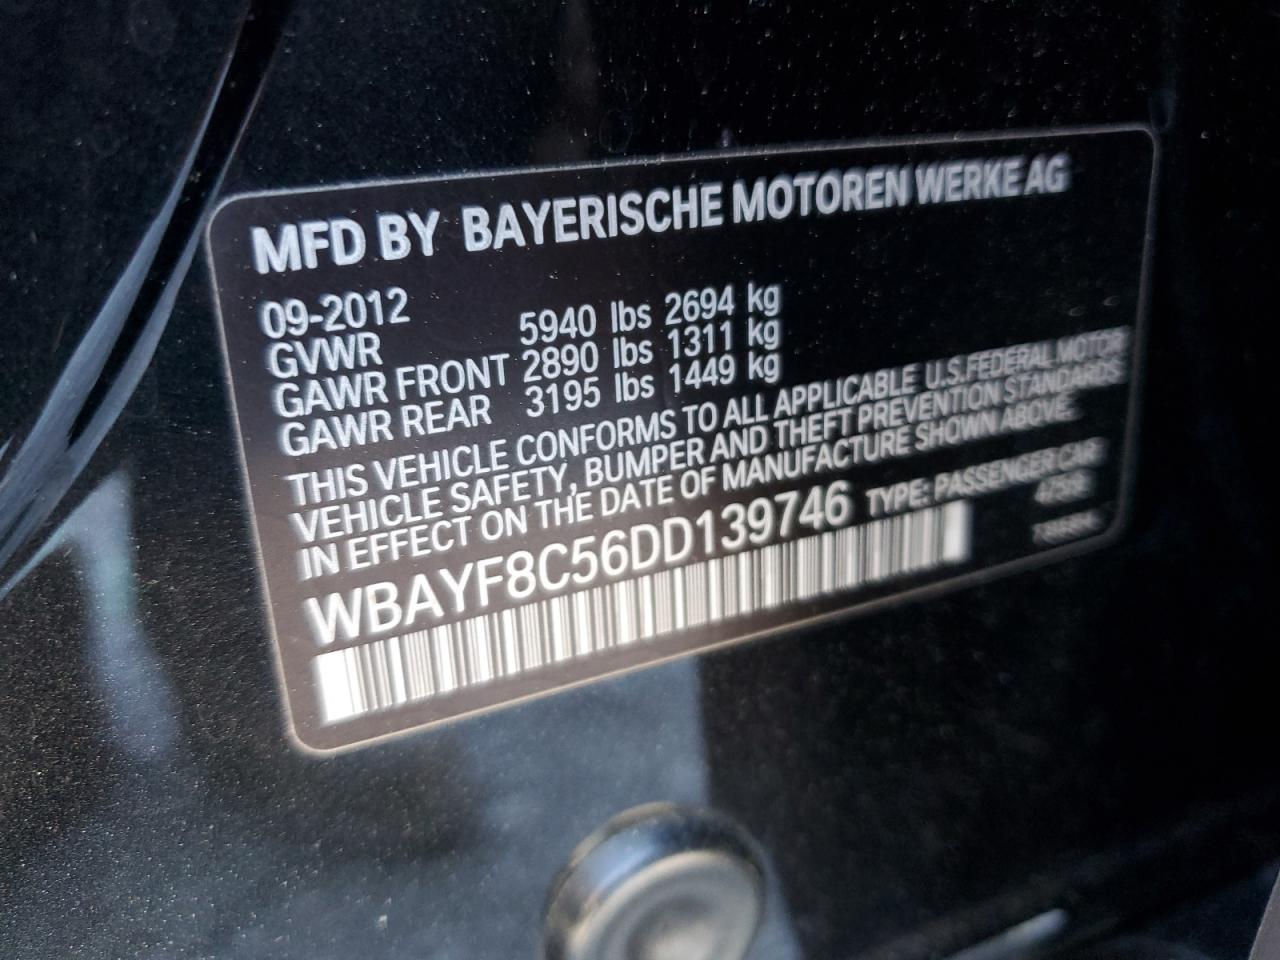 MFD BY BAYERISCHE MOTOREN WERKE AG
09-2012
GVWR 5940 lbs 2694 kg
GAWR FRONT 2890 lbs 1311 kg
GAWR REAR 3195 lbs 1449 kg
THIS VEHICLE CONFORMS TO ALL APPLICABLE U.S.FEDERAL MOTOR
VEHICLE SAFETY, BUMPER AND THEFT PREVENTION STANDARDS
IN EFFECT ON THE DATE OF MANUFACTURE SHOWN ABOVE.
WBAYF8C56DD139746 TYPE: PASSENGER CAR